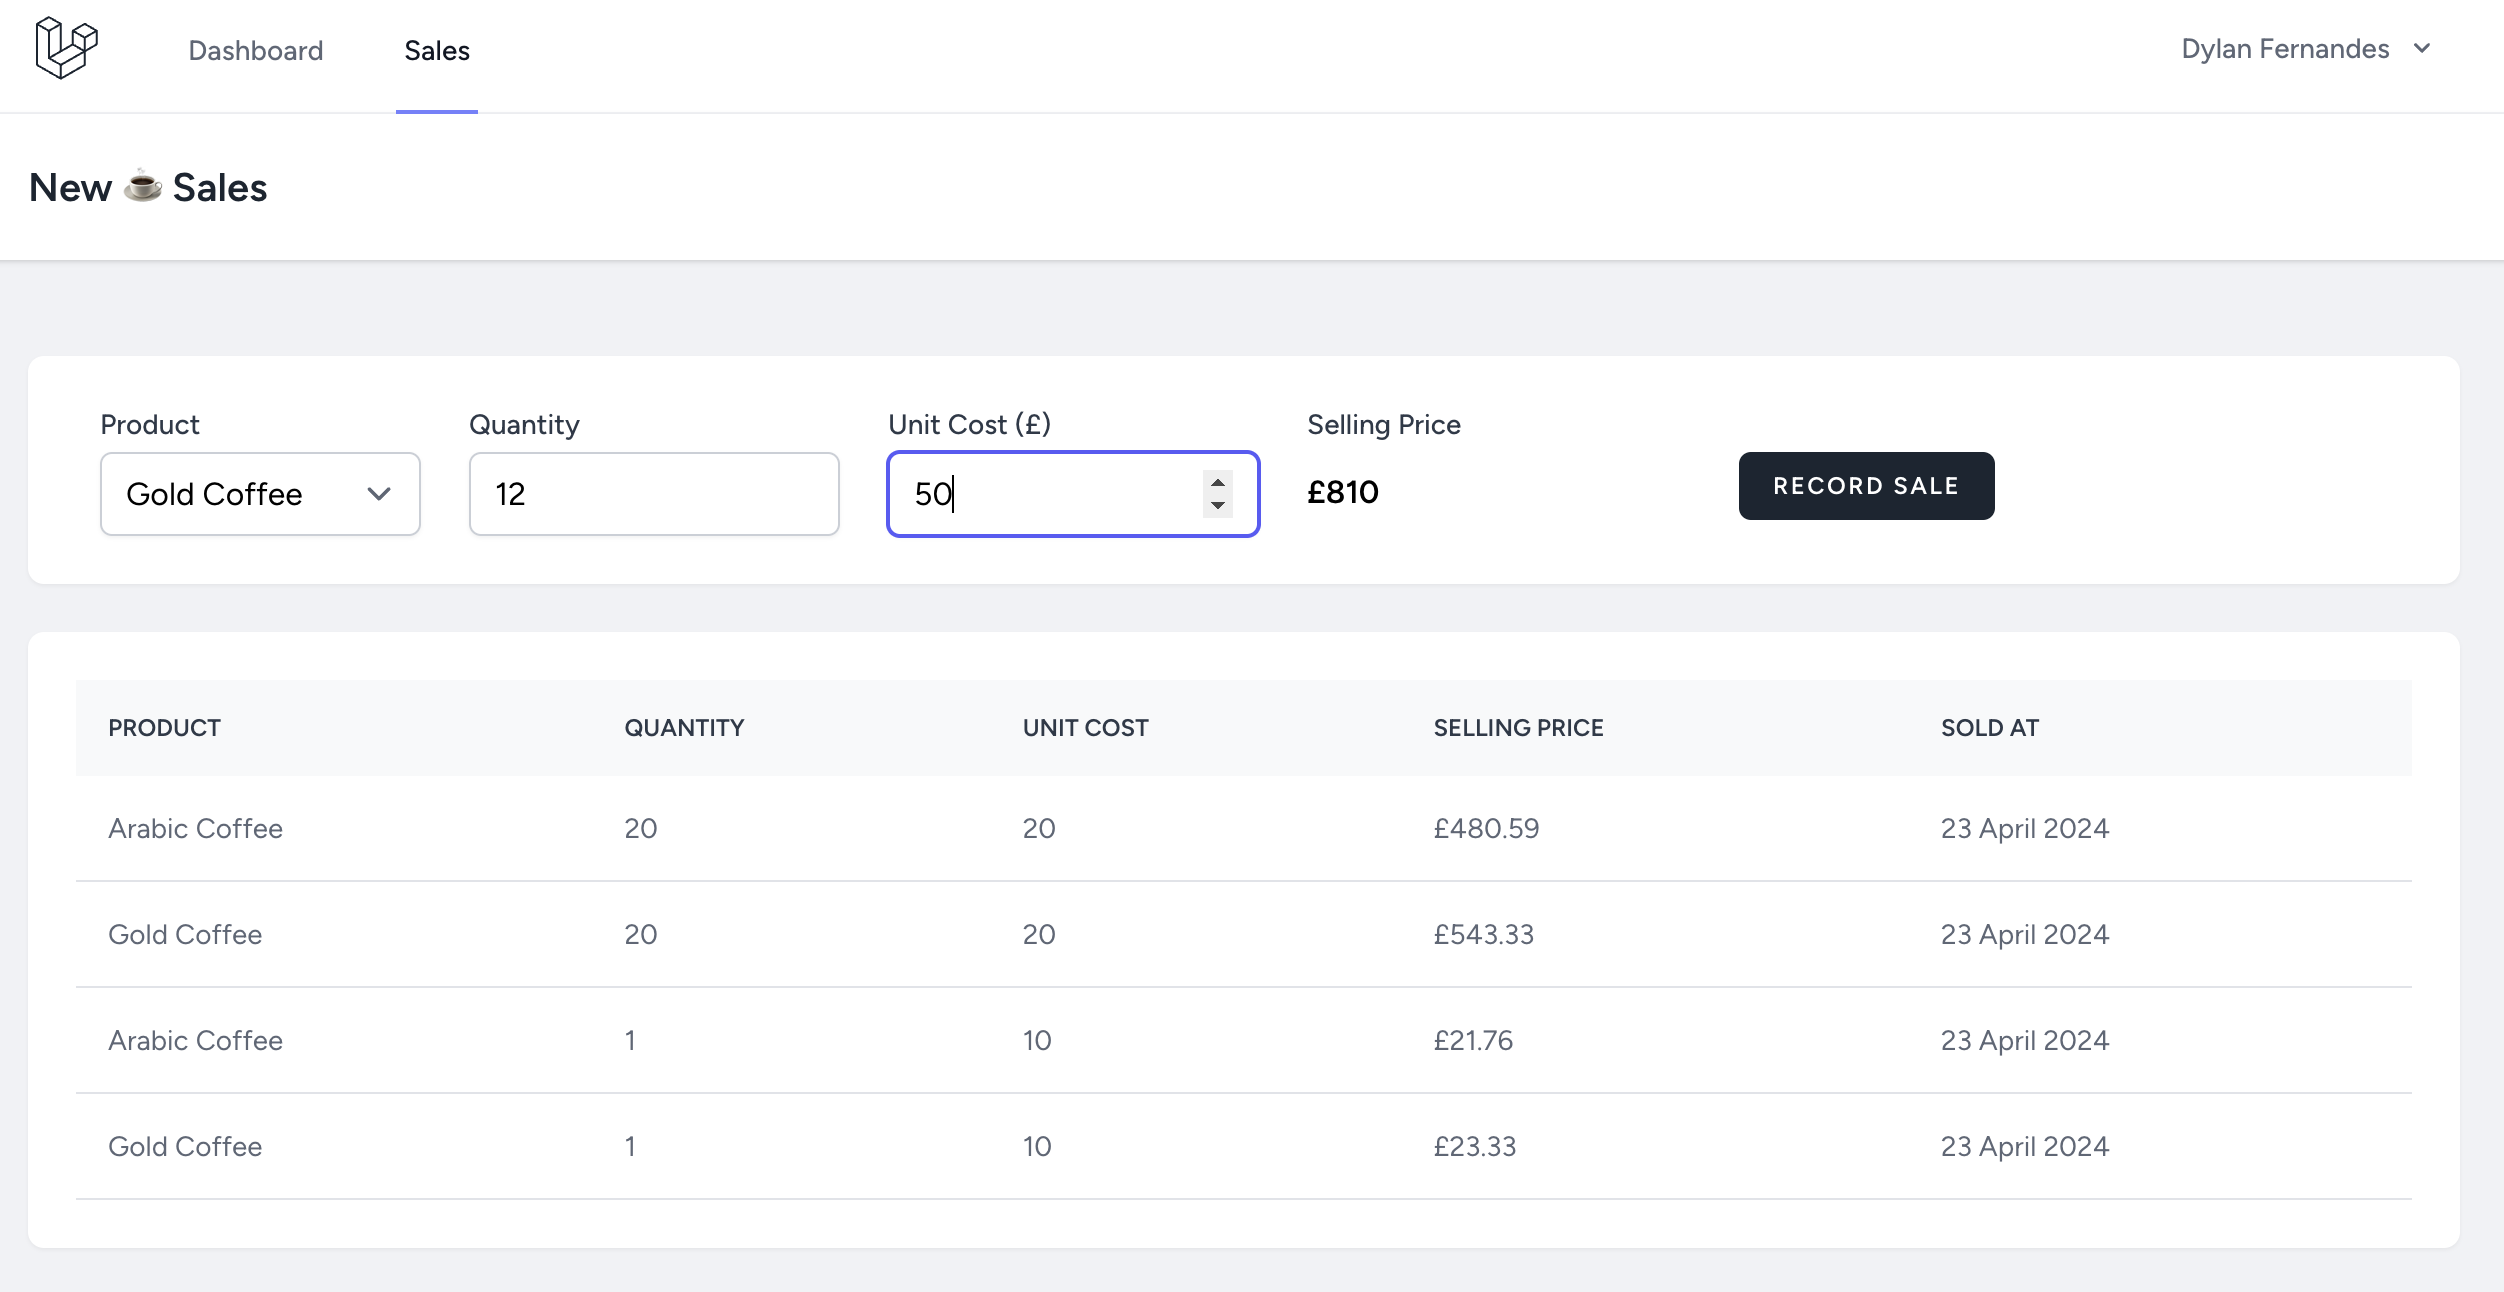 Dashboard Sales Dylan Fernandes
New ☕ Sales
Product Quantity Unit Cost (£) Selling Price
Gold Coffee 12 50 £810 RECORD SALE
PRODUCT QUANTITY UNIT COST SELLING PRICE SOLD AT
Arabic Coffee 20 20 £480.59 23 April 2024
Gold Coffee 20 20 £543.33 23 April 2024
Arabic Coffee 1 10 £21.76 23 April 2024
Gold Coffee 1 10 £23.33 23 April 2024